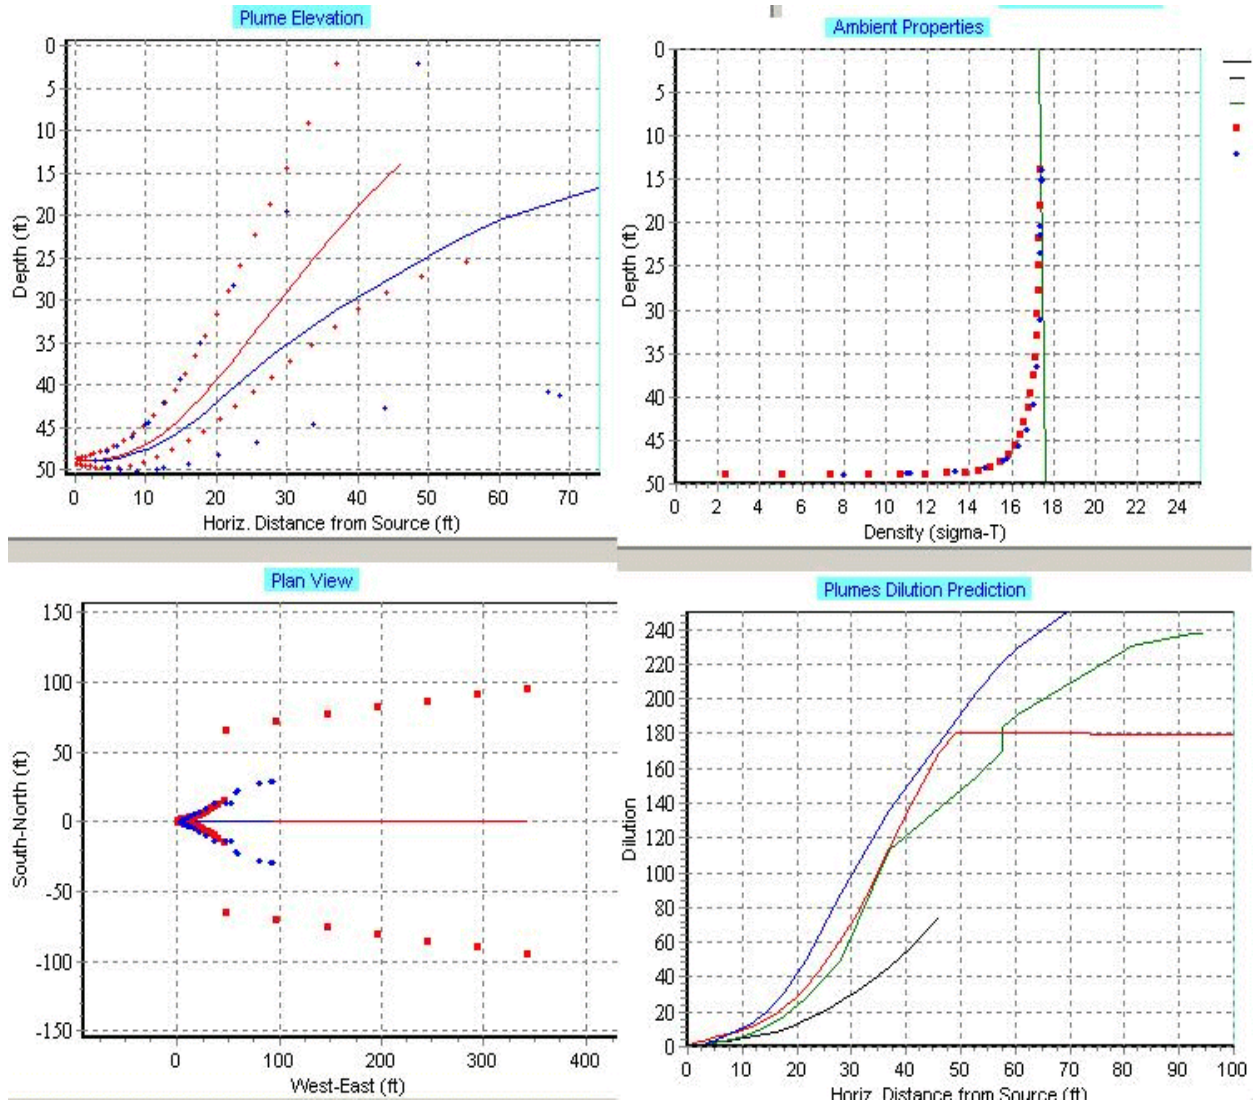 Plume Elevation
0
5
10
15
20
25
30
35
40
45
50
Depth (ft)
0 10 20 30 40 50 60 70
Horiz. Distance from Source (ft)
Ambient Properties
0
5
10
15
20
25
30
35
40
45
50
Depth (ft)
0 2 4 6 8 10 12 14 16 18 20 22 24
Density (sigma-T)
Plan View
150
100
50
0
-50
-100
-150
South-North (ft)
0 100 200 300 400
West-East (ft)
Plumes Dilution Prediction
240
220
200
180
160
140
120
100
80
60
40
20
0
Dilution
0 10 20 30 40 50 60 70 80 90 100
Horiz. Distance from Source (ft)